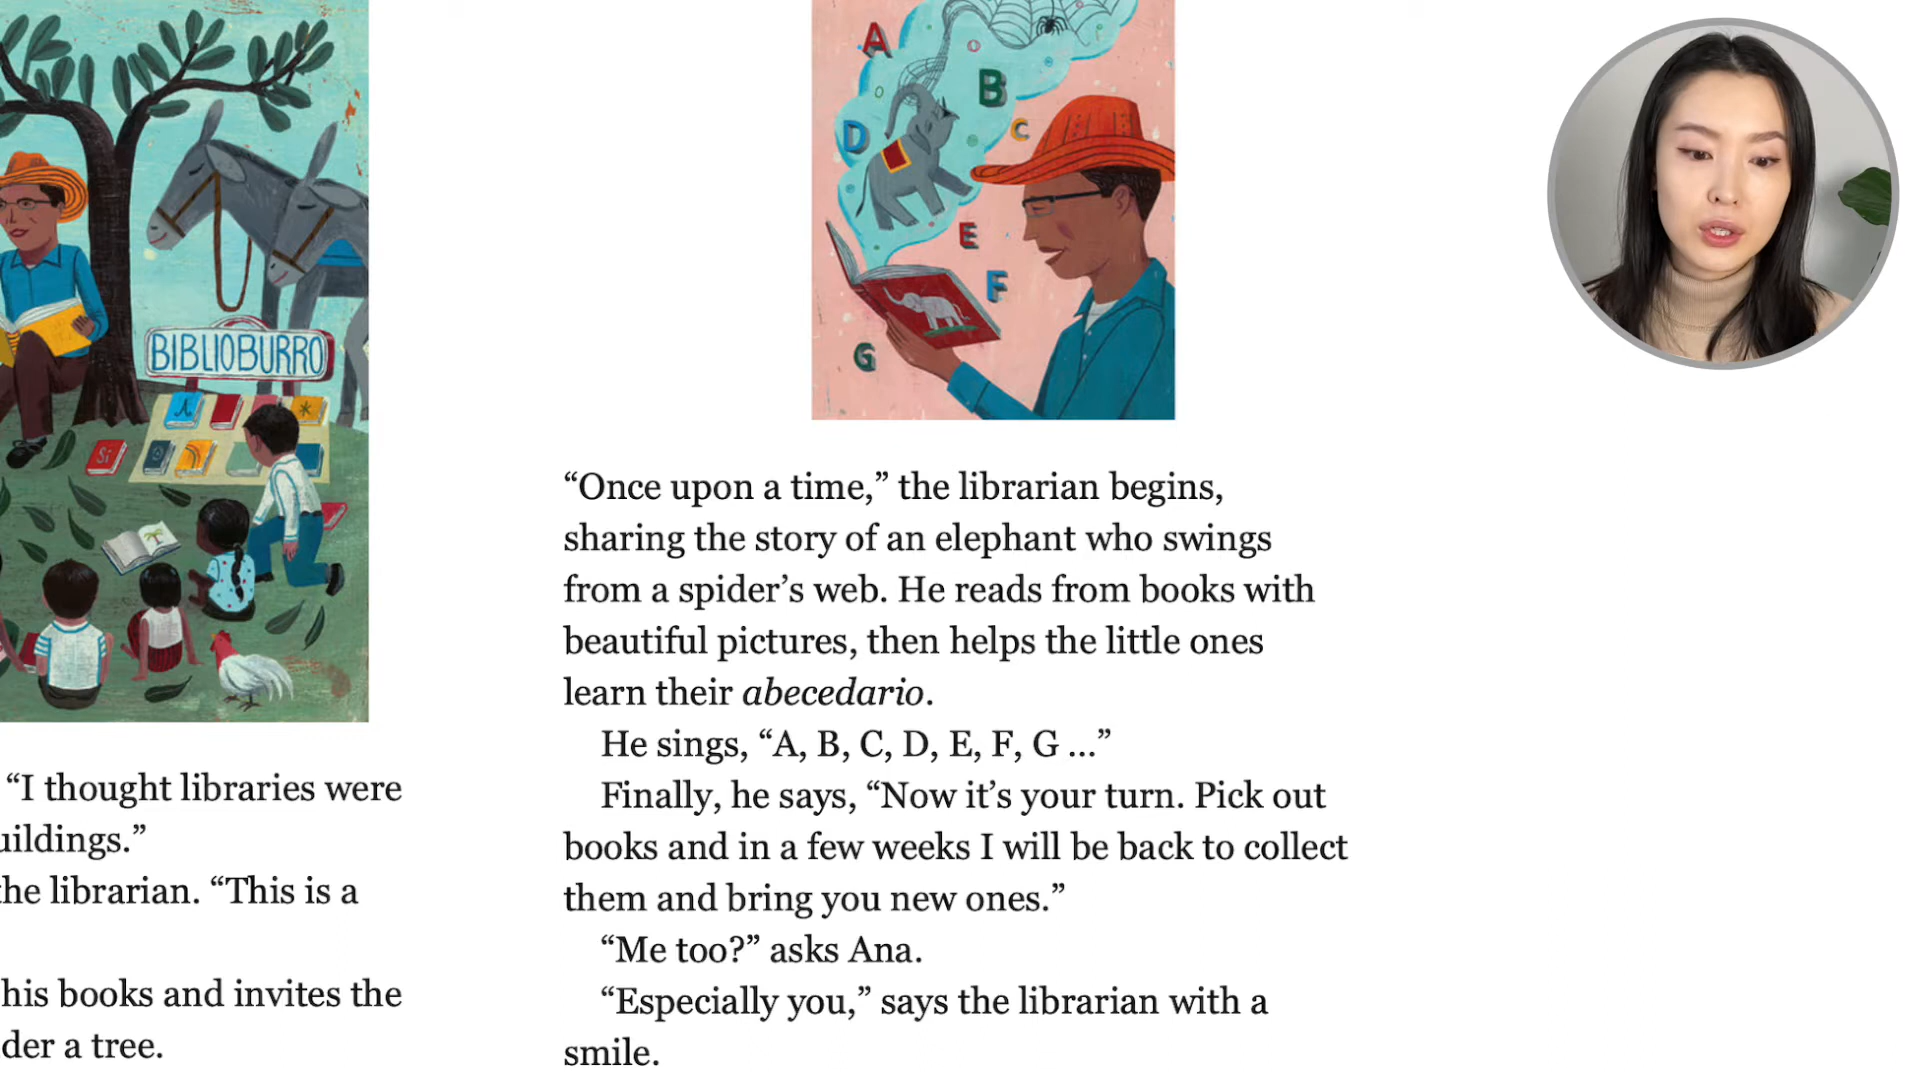 A
B
C
D
E
F
G
BIBLIOBURRO
A
Si
“I thought libraries were
uildings.”
the librarian. “This is a
his books and invites the
der a tree.
“Once upon a time,” the librarian begins,
sharing the story of an elephant who swings
from a spider’s web. He reads from books with
beautiful pictures, then helps the little ones
learn their abecedario.
He sings, “A, B, C, D, E, F, G ...”
Finally, he says, “Now it’s your turn. Pick out
books and in a few weeks I will be back to collect
them and bring you new ones.”
“Me too?” asks Ana.
“Especially you,” says the librarian with a
smile.